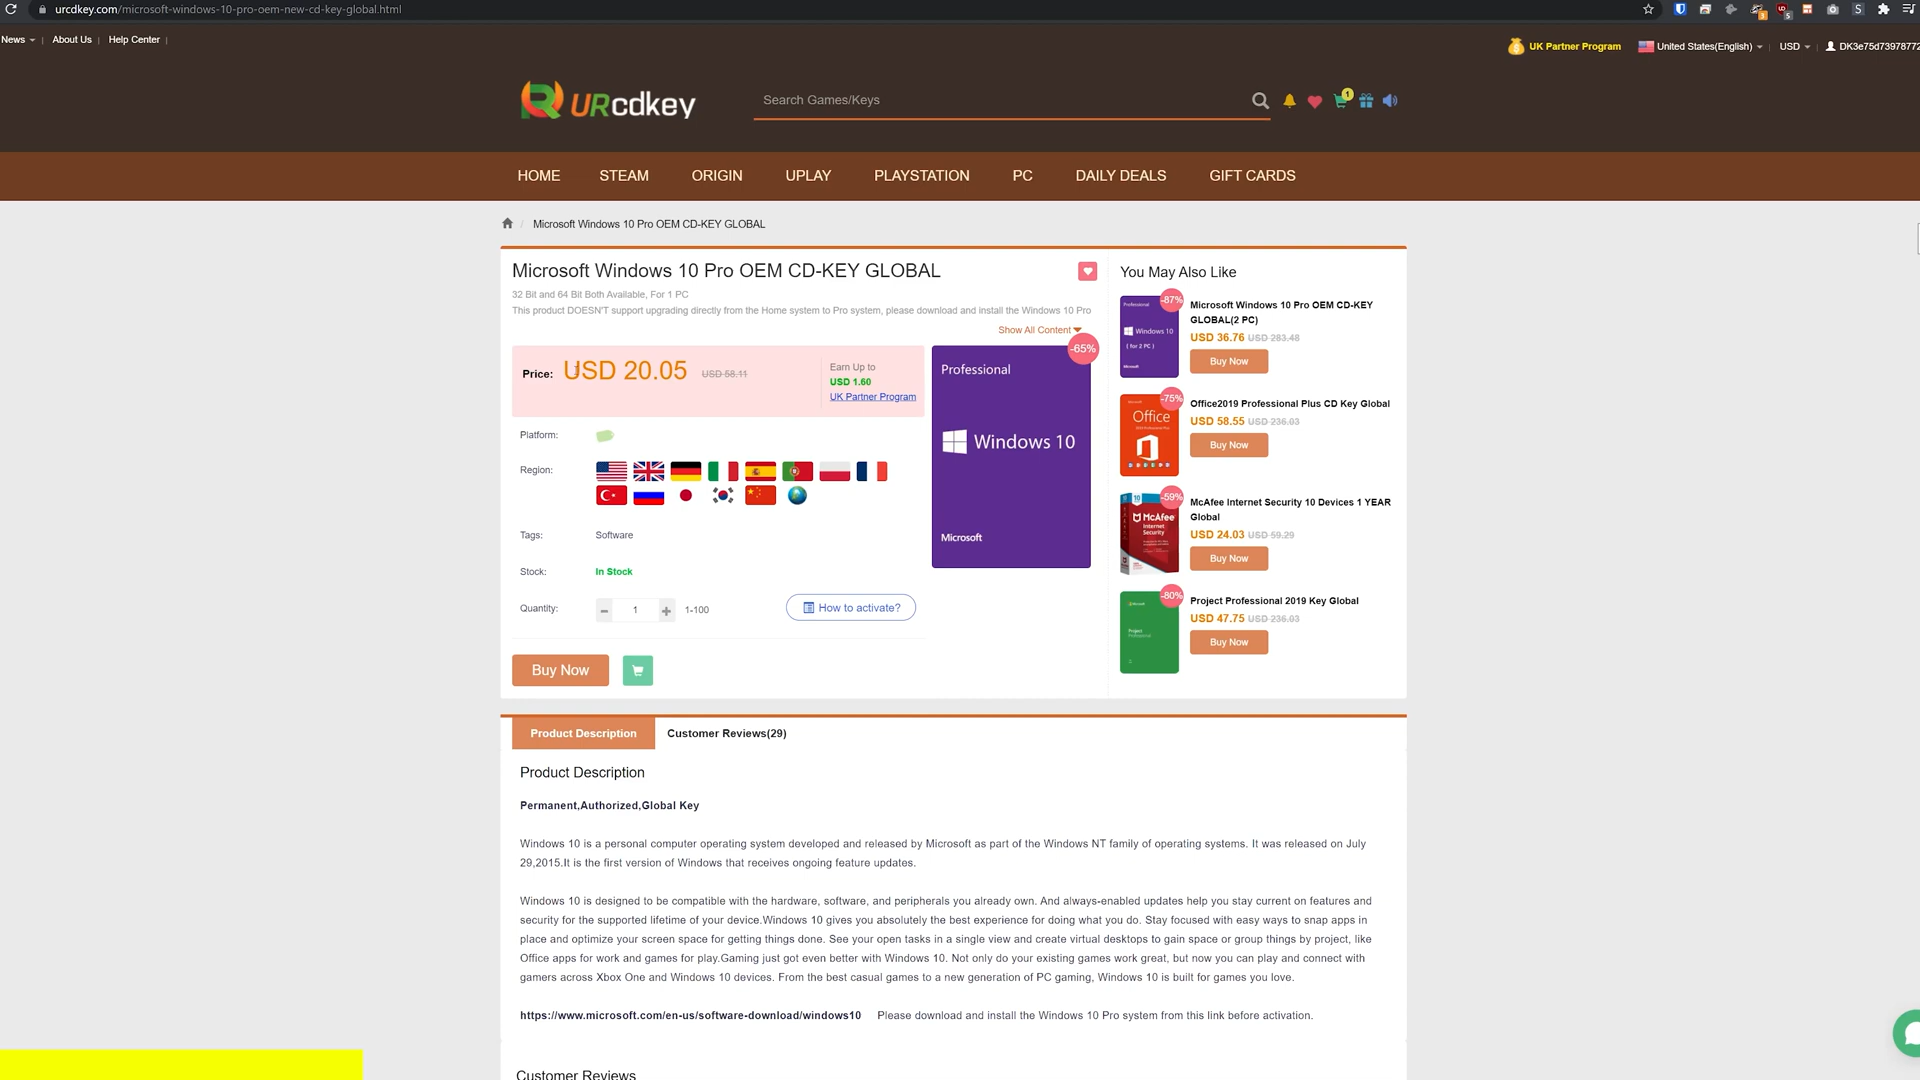 urcdkey.com/microsoft-windows-10-pro-oem-new-cd-key-global.html
News | About Us | Help Center |
UK Partner Program United States(English) | USD DK3e75d73978772
URcdkey
Search Games/Keys
1
HOME STEAM ORIGIN UPLAY PLAYSTATION PC DAILY DEALS GIFT CARDS
/ Microsoft Windows 10 Pro OEM CD-KEY GLOBAL
Microsoft Windows 10 Pro OEM CD-KEY GLOBAL
32 Bit and 64 Bit Both Available, For 1 PC
This product DOESN'T support upgrading directly from the Home system to Pro system, please download and install the Windows 10 Pro
Show All Content
Price: USD 20.05 USD 58.11
Earn Up to
USD 1.60
UK Partner Program
-65%
Professional
Windows 10
Microsoft
Platform:
Region:
Tags: Software
Stock: In Stock
Quantity: - 1 + 1-100
How to activate?
Buy Now
You May Also Like
-87%
Professional
Windows 10
( for 2 PC )
Microsoft
Microsoft Windows 10 Pro OEM CD-KEY
GLOBAL(2 PC)
USD 36.76 USD 283.48
Buy Now
-75%
Office
Office2019 Professional Plus CD Key Global
USD 58.55 USD 236.03
Buy Now
-59%
10
McAfee
Internet
Security
McAfee Internet Security 10 Devices 1 YEAR
Global
USD 24.03 USD 59.29
Buy Now
-80%
Project
Professional
Project Professional 2019 Key Global
USD 47.75 USD 236.03
Buy Now
Product Description Customer Reviews(29)
Product Description
Permanent,Authorized,Global Key
Windows 10 is a personal computer operating system developed and released by Microsoft as part of the Windows NT family of operating systems. It was released on July
29,2015.It is the first version of Windows that receives ongoing feature updates.
Windows 10 is designed to be compatible with the hardware, software, and peripherals you already own. And always-enabled updates help you stay current on features and
security for the supported lifetime of your device.Windows 10 gives you absolutely the best experience for doing what you do. Stay focused with easy ways to snap apps in
place and optimize your screen space for getting things done. See your open tasks in a single view and create virtual desktops to gain space or group things by project, like
Office apps for work and games for play.Gaming just got even better with Windows 10. Not only do your existing games work great, but now you can play and connect with
gamers across Xbox One and Windows 10 devices. From the best casual games to a new generation of PC gaming, Windows 10 is built for games you love.
https://www.microsoft.com/en-us/software-download/windows10 Please download and install the Windows 10 Pro system from this link before activation.
Customer Reviews